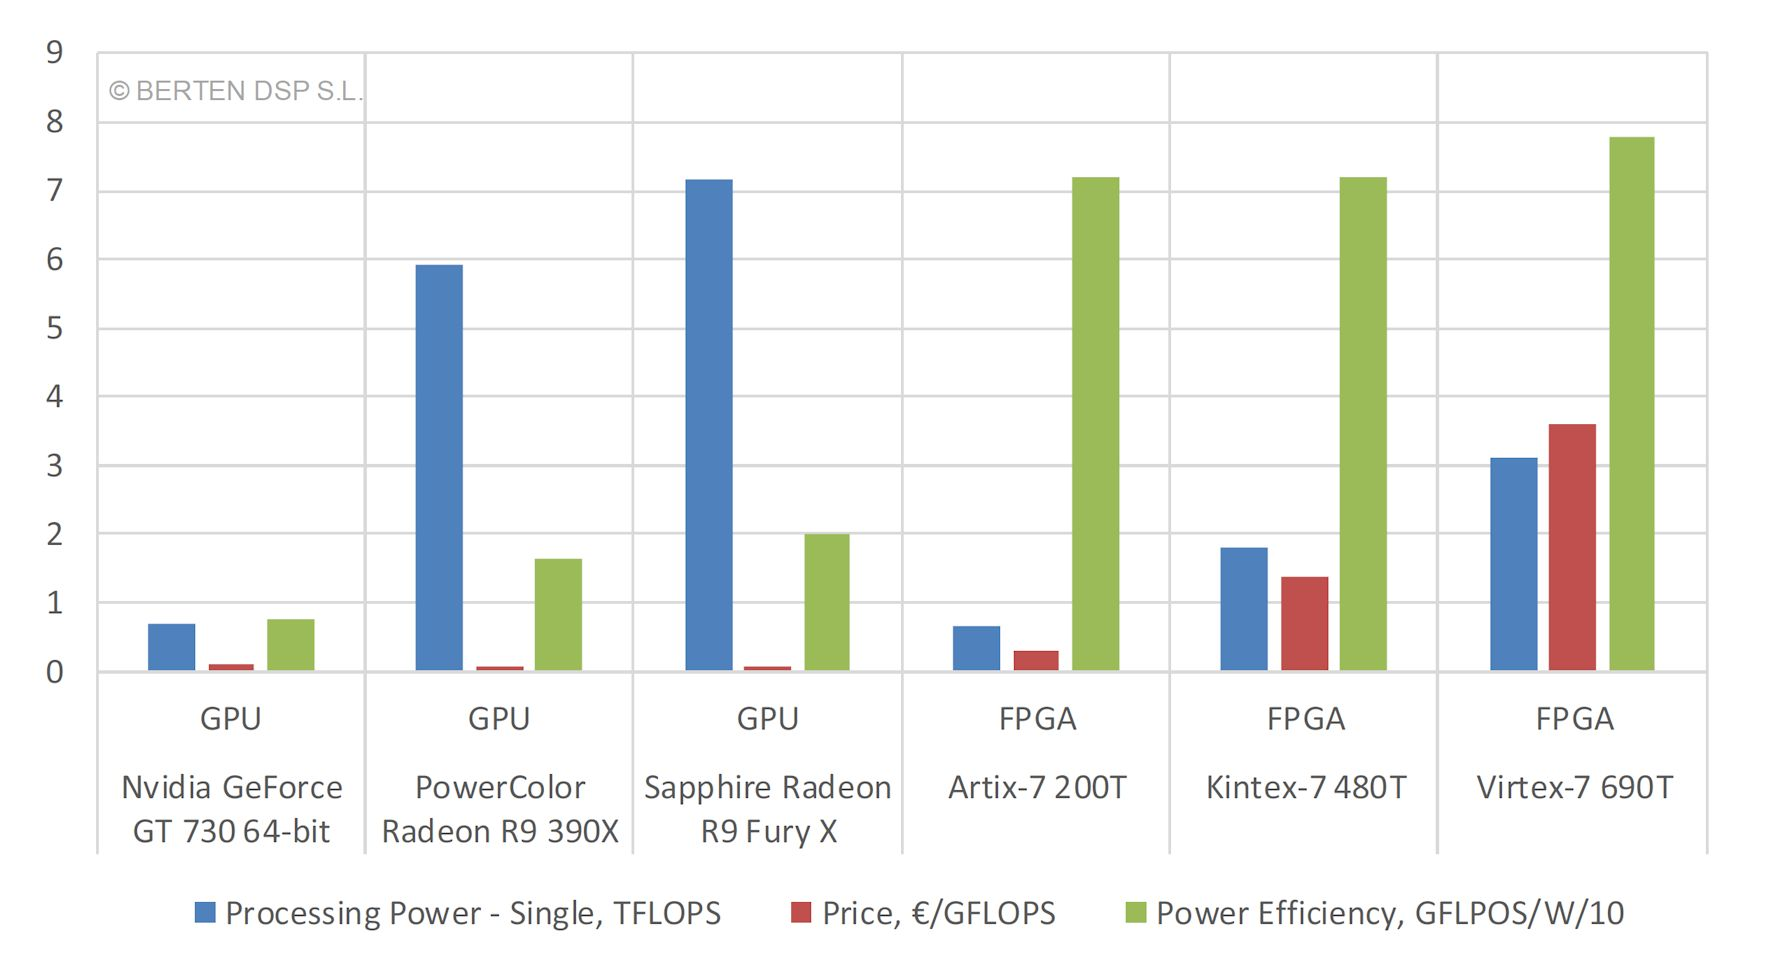 9
© BERTEN DSP S.L.
8
7
6
5
4
3
2
1
0
GPU GPU GPU FPGA FPGA FPGA
Nvidia GeForce PowerColor Sapphire Radeon Artix-7 200T Kintex-7 480T Virtex-7 690T
GT 730 64-bit Radeon R9 390X R9 Fury X
Processing Power - Single, TFLOPS Price, €/GFLOPS Power Efficiency, GFLPOS/W/10